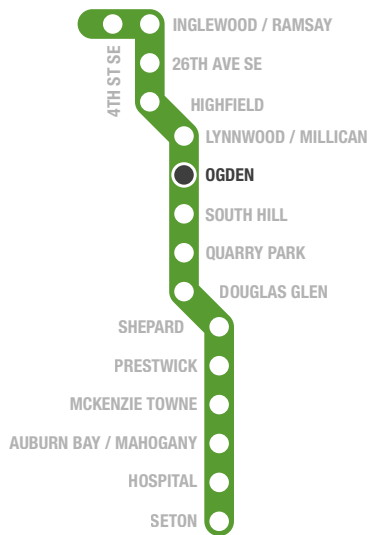 4TH ST SE
INGLEWOOD / RAMSAY
26TH AVE SE
HIGHFIELD
LYNNWOOD / MILLICAN
OGDEN
SOUTH HILL
QUARRY PARK
DOUGLAS GLEN
SHEPARD
PRESTWICK
MCKENZIE TOWNE
AUBURN BAY / MAHOGANY
HOSPITAL
SETON